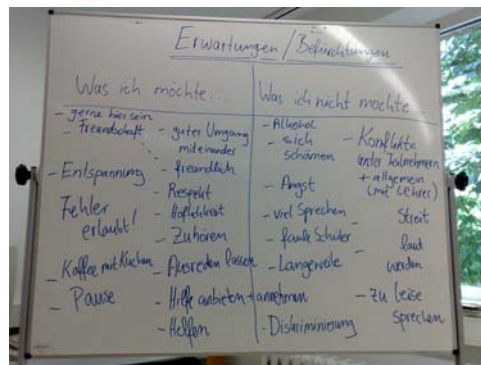 Erwartungen / Befürchtungen
Was ich möchte...
- gerne hier sein
- Freundschaft
- Entspannung
Fehler
erlaubt!
- Kaffee mit Kuchen
- Pause
- guter Umgang
miteinander
- freundlich
- Respekt
- Höflichkeit
- Zuhören
- Ausreden lassen
- Hilfe anbieten + annehmen
- Helfen
Was ich nicht möchte...
- Alkohol
- sich
schämen
- Angst
- viel Sprechen
- faule Schüler
- Langeweile
- Diskriminierung
- Konflikte
unter Teilnehmern
+ allgemein
(mit Lehrer)
- Streit
- laut
werden
- zu leise
sprechen